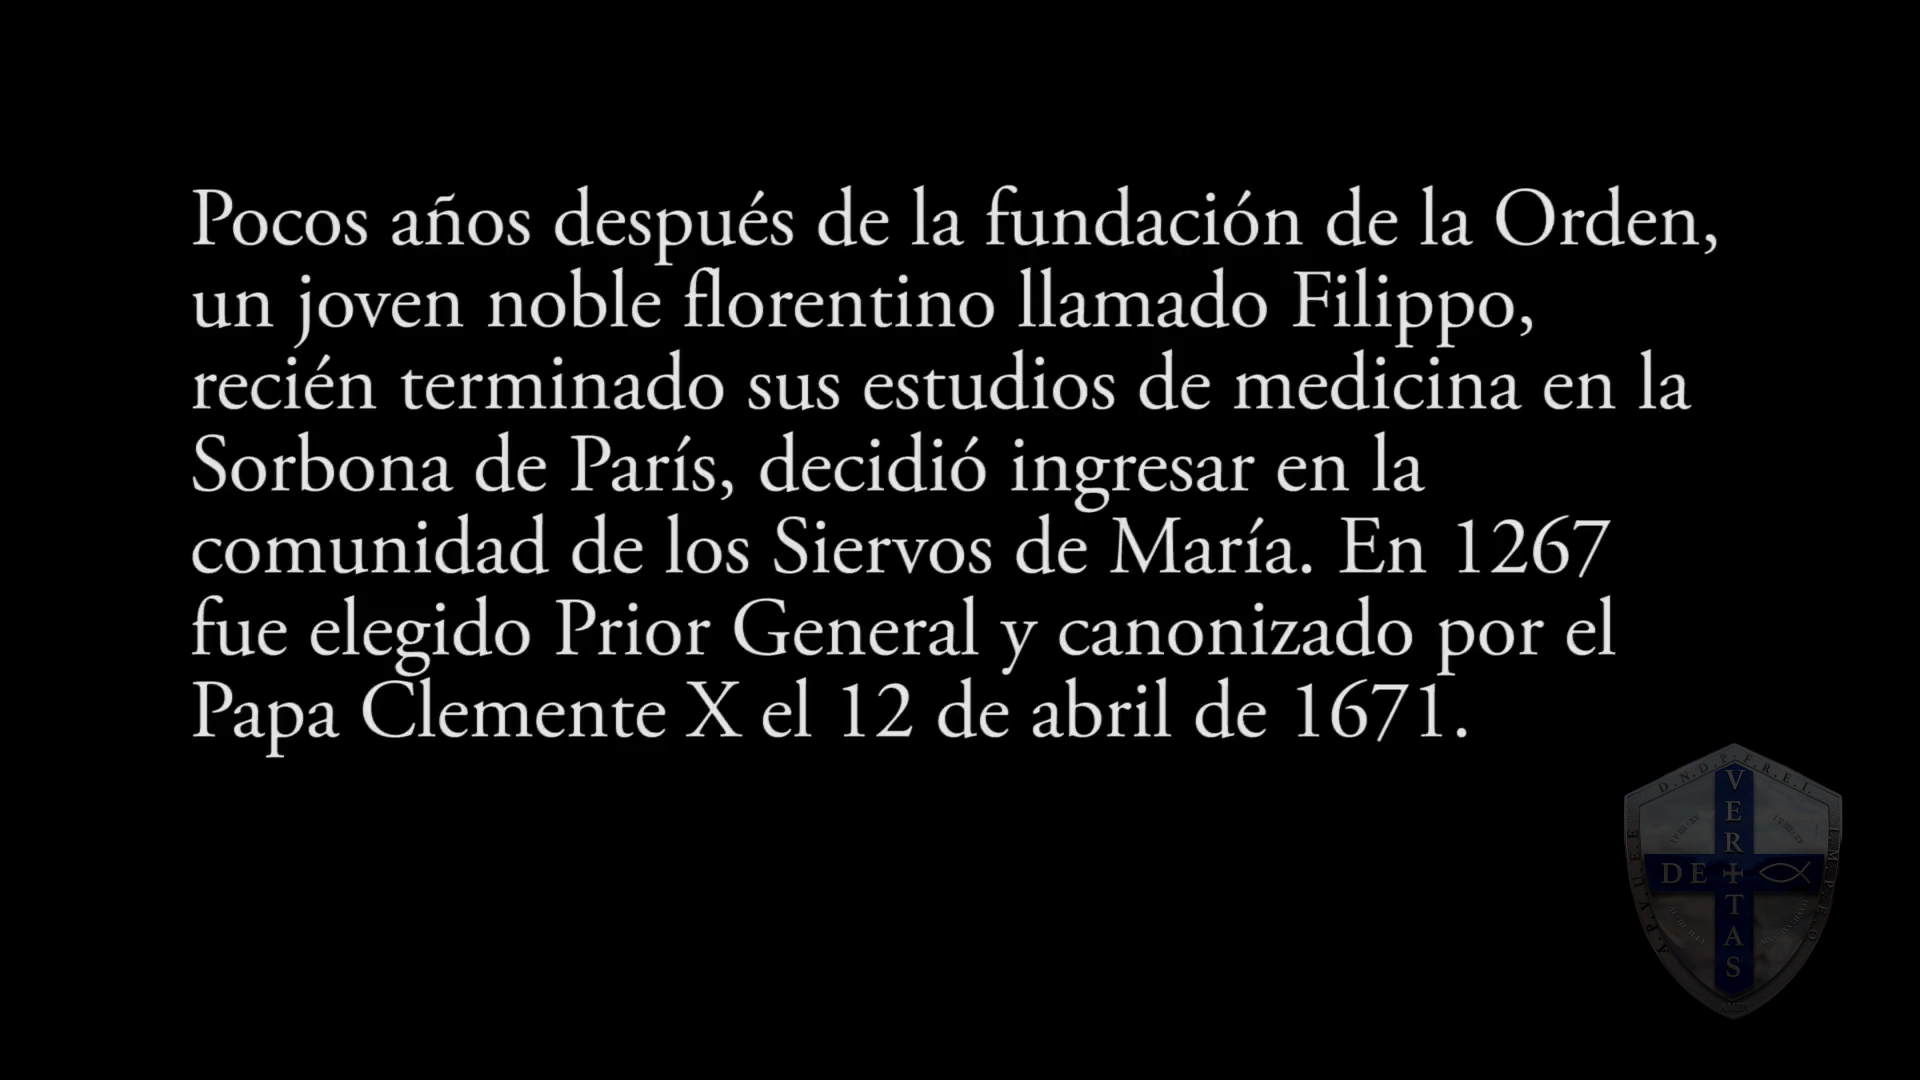 Pocos años después de la fundación de la Orden,
un joven noble florentino llamado Filippo,
recién terminado sus estudios de medicina en la
Sorbona de París, decidió ingresar en la
comunidad de los Siervos de María. En 1267
fue elegido Prior General y canonizado por el
Papa Clemente X el 12 de abril de 1671.
VERITAS
DE